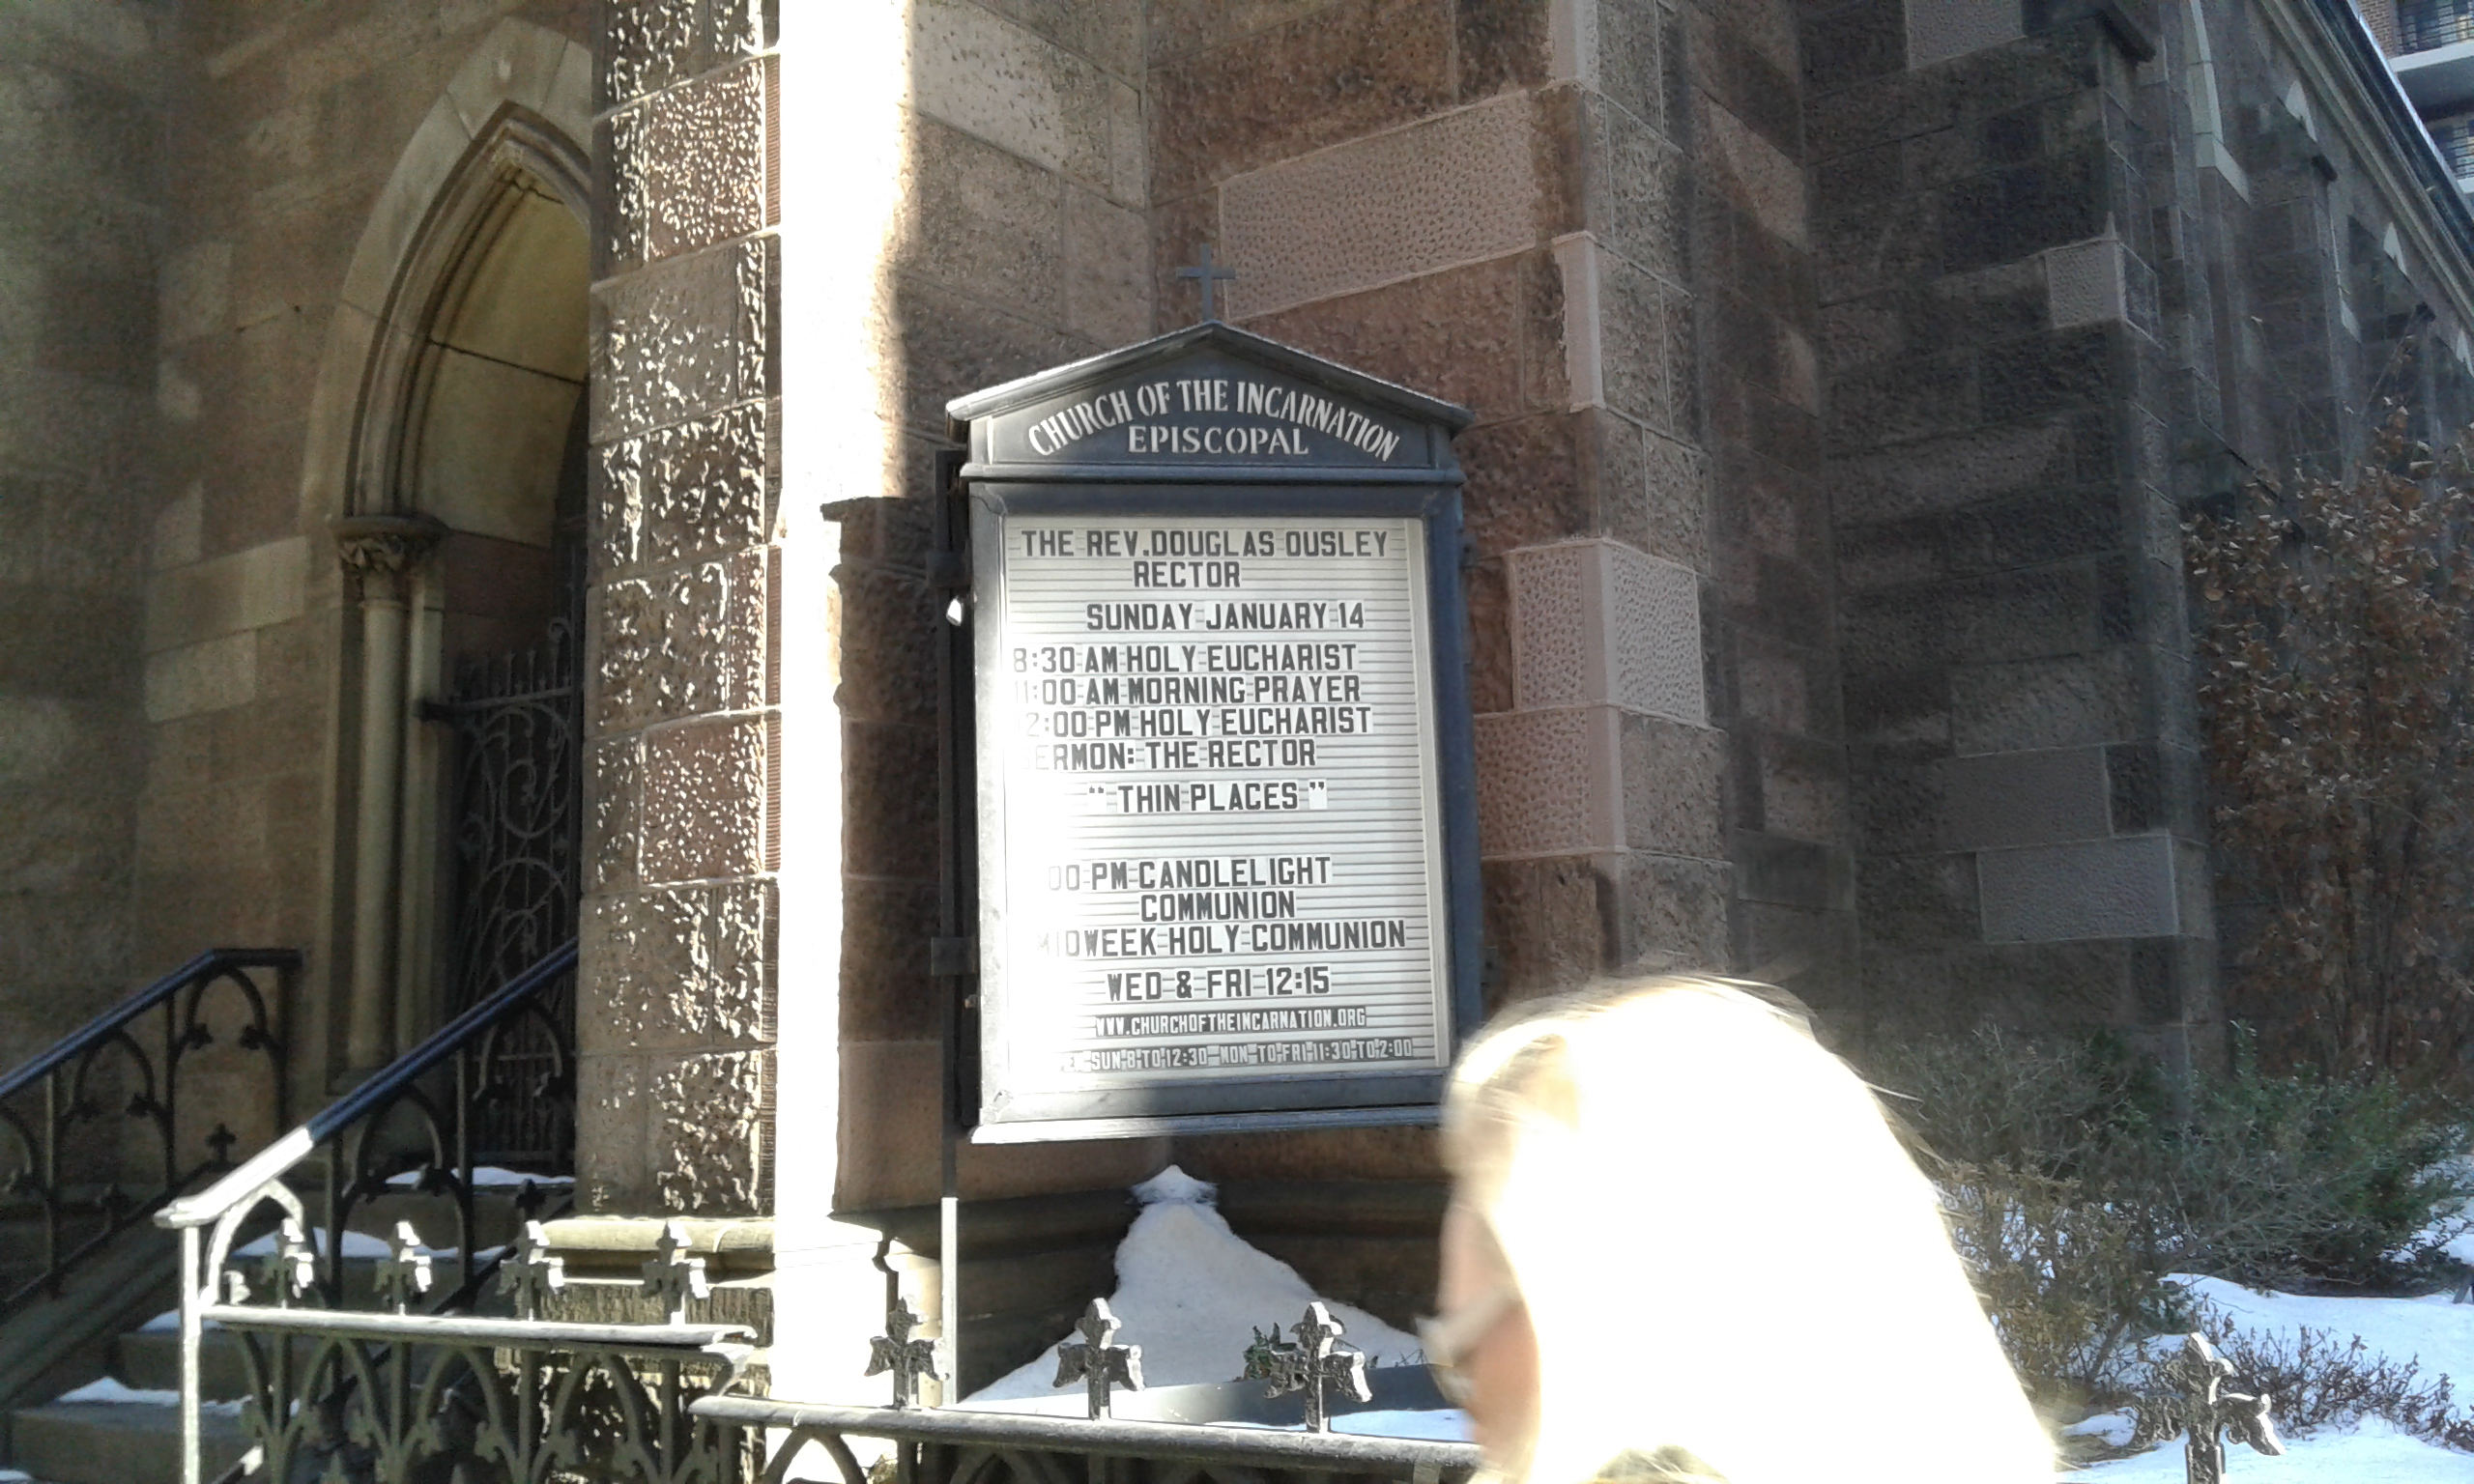 CHURCH OF THE INCARNATION
EPISCOPAL
THE REV. DOUGLAS OUSLEY
RECTOR
SUNDAY JANUARY 14
8:30 AM HOLY EUCHARIST
11:00 AM MORNING PRAYER
12:00 PM HOLY EUCHARIST
SERMON: THE RECTOR
“ THIN PLACES ”
00 PM CANDLELIGHT
COMMUNION
MIDWEEK HOLY COMMUNION
WED & FRI 12:15
WWW.CHURCHOFTHEINCARNATION.ORG
SUN 8 TO 12:30 MON TO FRI 11:30 TO 2:00